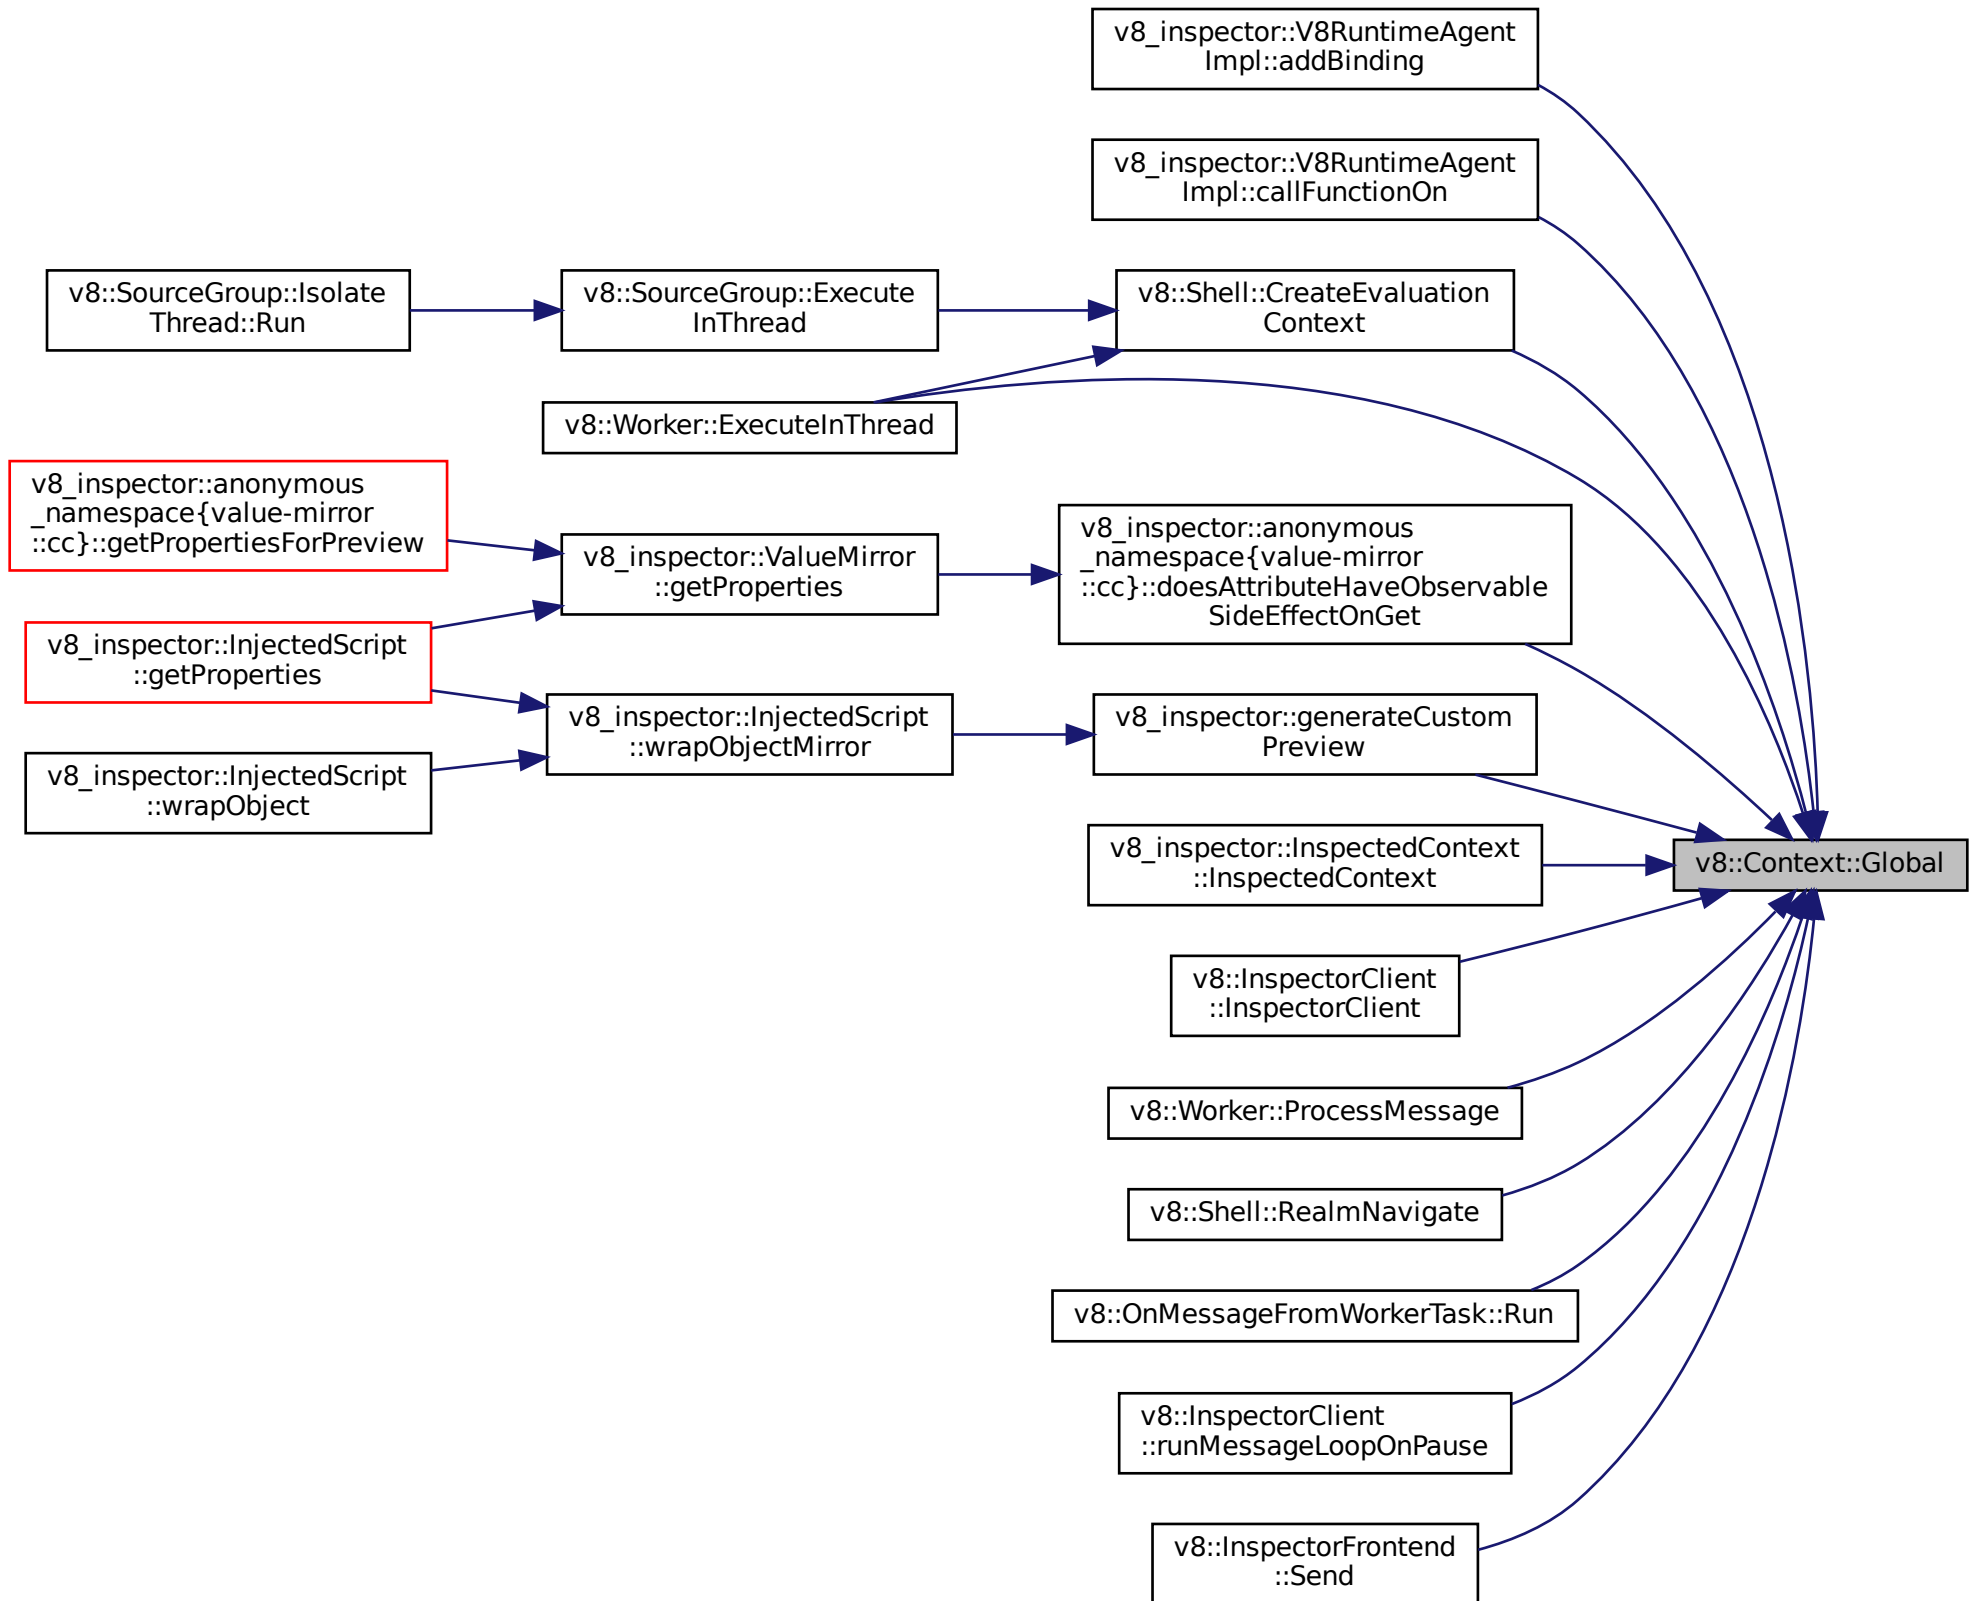 v8_inspector::V8RuntimeAgent
Impl::addBinding
v8_inspector::V8RuntimeAgent
Impl::callFunctionOn
v8::SourceGroup::Isolate
Thread::Run
v8::SourceGroup::Execute
InThread
v8::Shell::CreateEvaluation
Context
v8::Worker::ExecuteInThread
v8_inspector::anonymous
_namespace{value-mirror
::cc}::getPropertiesForPreview
v8_inspector::ValueMirror
::getProperties
v8_inspector::anonymous
_namespace{value-mirror
::cc}::doesAttributeHaveObservable
SideEffectOnGet
v8_inspector::InjectedScript
::getProperties
v8_inspector::InjectedScript
::wrapObjectMirror
v8_inspector::generateCustom
Preview
v8_inspector::InjectedScript
::wrapObject
v8_inspector::InspectedContext
::InspectedContext
v8::Context::Global
v8::InspectorClient
::InspectorClient
v8::Worker::ProcessMessage
v8::Shell::RealmNavigate
v8::OnMessageFromWorkerTask::Run
v8::InspectorClient
::runMessageLoopOnPause
v8::InspectorFrontend
::Send